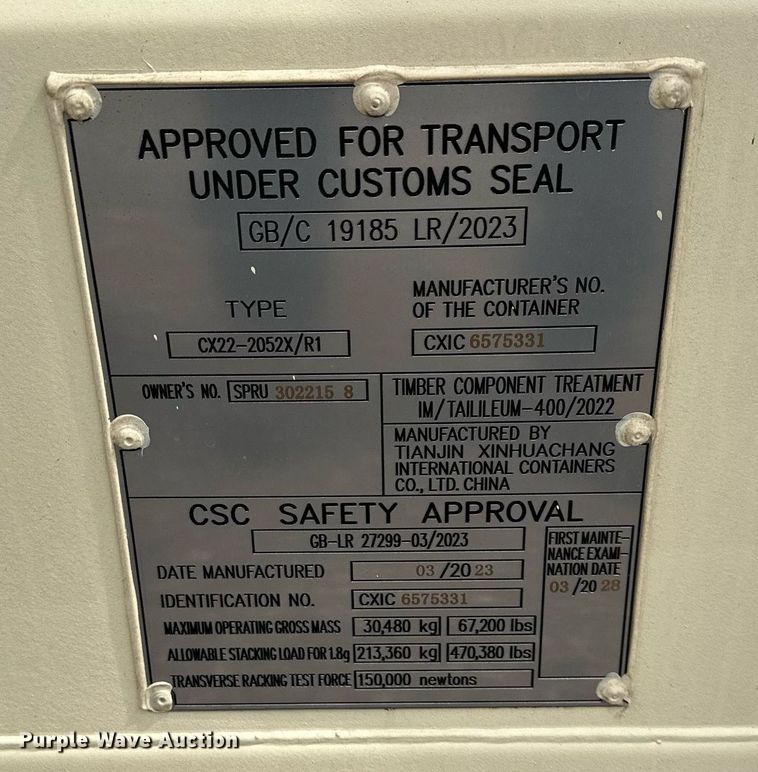 APPROVED FOR TRANSPORT
UNDER CUSTOMS SEAL
GB/C 19185 LR/2023
TYPE
CX22-2052X/R1
MANUFACTURER'S NO.
OF THE CONTAINER
CXIC 6575331
OWNER'S NO. SPRU 302215 8
TIMBER COMPONENT TREATMENT
IM/TAILILEUM-400/2022
MANUFACTURED BY
TIANJIN XINHUACHANG
INTERNATIONAL CONTAINERS
CO., LTD. CHINA
CSC SAFETY APPROVAL
GB-LR 27299-03/2023
DATE MANUFACTURED 03 /20 23
IDENTIFICATION NO. CXIC 6575331
MAXIMUM OPERATING GROSS MASS 30,480 kg 67,200 lbs
ALLOWABLE STACKING LOAD FOR 1.8g 213,360 kg 470,380 lbs
TRANSVERSE RACKING TEST FORCE 150,000 newtons
FIRST MAINTE-
NANCE EXAMI-
NATION DATE
03 /20 28
Purple Wave Auction